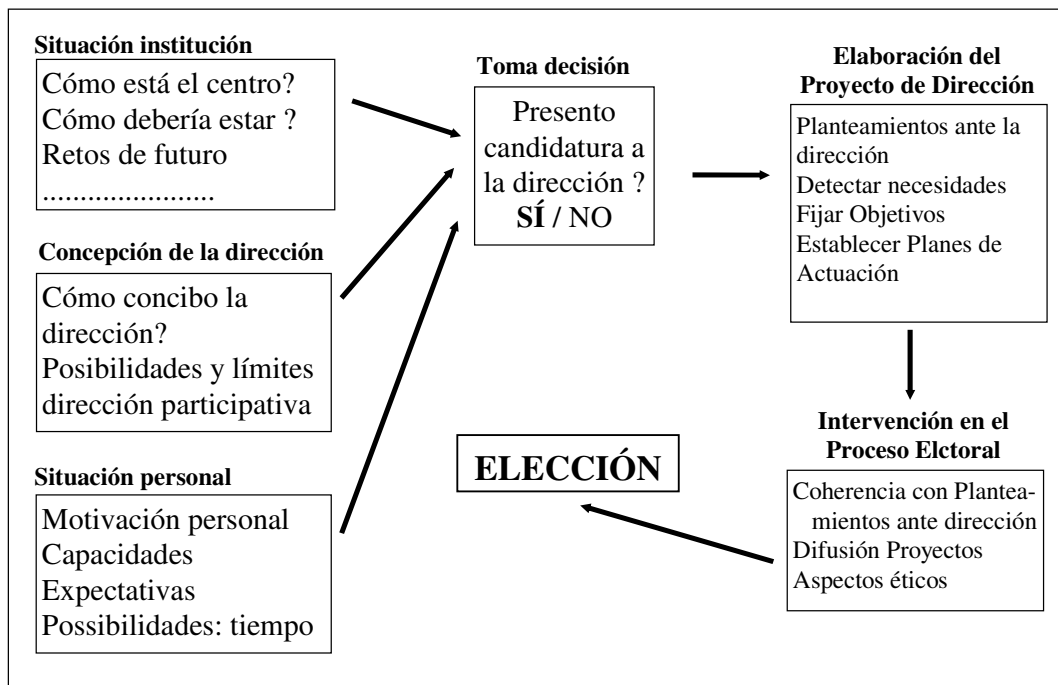 Situación institución
Cómo está el centro?
Cómo debería estar ?
Retos de futuro
.......................
Concepción de la dirección
Cómo concibo la
dirección?
Posibilidades y límites
dirección participativa
Situación personal
Motivación personal
Capacidades
Expectativas
Possibilidades: tiempo
Toma decisión
Presento
candidatura a
la dirección ?
SÍ / NO
Elaboración del
Proyecto de Dirección
Planteamientos ante la
dirección
Detectar necesidades
Fijar Objetivos
Establecer Planes de
Actuación
Intervención en el
Proceso Elctoral
Coherencia con Plantea-
mientos ante dirección
Difusión Proyectos
Aspectos éticos
ELECCIÓN